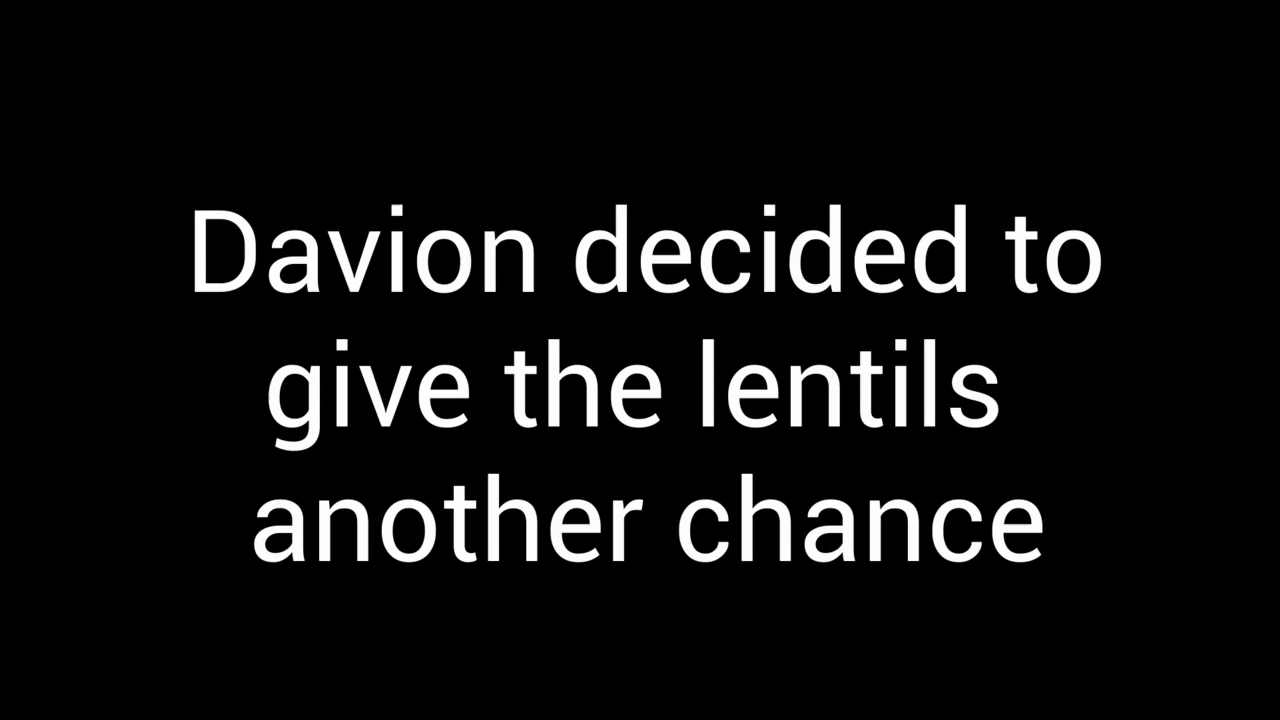 Davion decided to
give the lentils
another chance